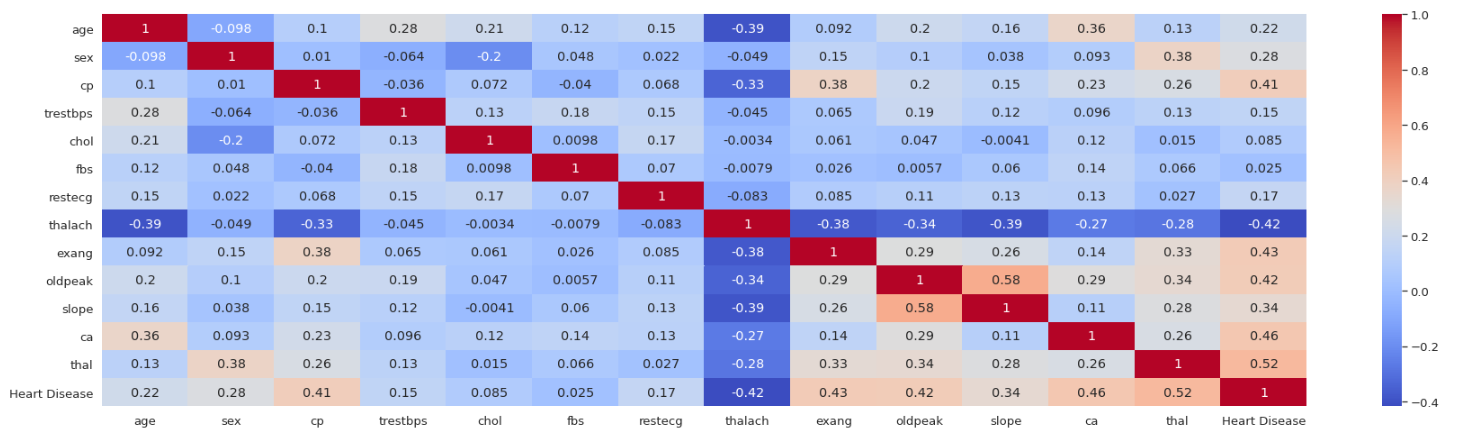 age 1 -0.098 0.1 0.28 0.21 0.12 0.15 -0.39 0.092 0.2 0.16 0.36 0.13 0.22
sex -0.098 1 0.01 -0.064 -0.2 0.048 0.022 -0.049 0.15 0.1 0.038 0.093 0.38 0.28
cp 0.1 0.01 1 -0.036 0.072 -0.04 0.068 -0.33 0.38 0.2 0.15 0.23 0.26 0.41
trestbps 0.28 -0.064 -0.036 1 0.13 0.18 0.15 -0.045 0.065 0.19 0.12 0.096 0.13 0.15
chol 0.21 -0.2 0.072 0.13 1 0.0098 0.17 -0.0034 0.061 0.047 -0.0041 0.12 0.015 0.085
fbs 0.12 0.048 -0.04 0.18 0.0098 1 0.07 -0.0079 0.026 0.0057 0.06 0.14 0.066 0.025
restecg 0.15 0.022 0.068 0.15 0.17 0.07 1 -0.083 0.085 0.11 0.13 0.13 0.027 0.17
thalach -0.39 -0.049 -0.33 -0.045 -0.0034 -0.0079 -0.083 1 -0.38 -0.34 -0.39 -0.27 -0.28 -0.42
exang 0.092 0.15 0.38 0.065 0.061 0.026 0.085 -0.38 1 0.29 0.26 0.14 0.33 0.43
oldpeak 0.2 0.1 0.2 0.19 0.047 0.0057 0.11 -0.34 0.29 1 0.58 0.29 0.34 0.42
slope 0.16 0.038 0.15 0.12 -0.0041 0.06 0.13 -0.39 0.26 0.58 1 0.11 0.28 0.34
ca 0.36 0.093 0.23 0.096 0.12 0.14 0.13 -0.27 0.14 0.29 0.11 1 0.26 0.46
thal 0.13 0.38 0.26 0.13 0.015 0.066 0.027 -0.28 0.33 0.34 0.28 0.26 1 0.52
Heart Disease 0.22 0.28 0.41 0.15 0.085 0.025 0.17 -0.42 0.43 0.42 0.34 0.46 0.52 1
age sex cp trestbps chol fbs restecg thalach exang oldpeak slope ca thal Heart Disease
1.0
0.8
0.6
0.4
0.2
0.0
−0.2
−0.4